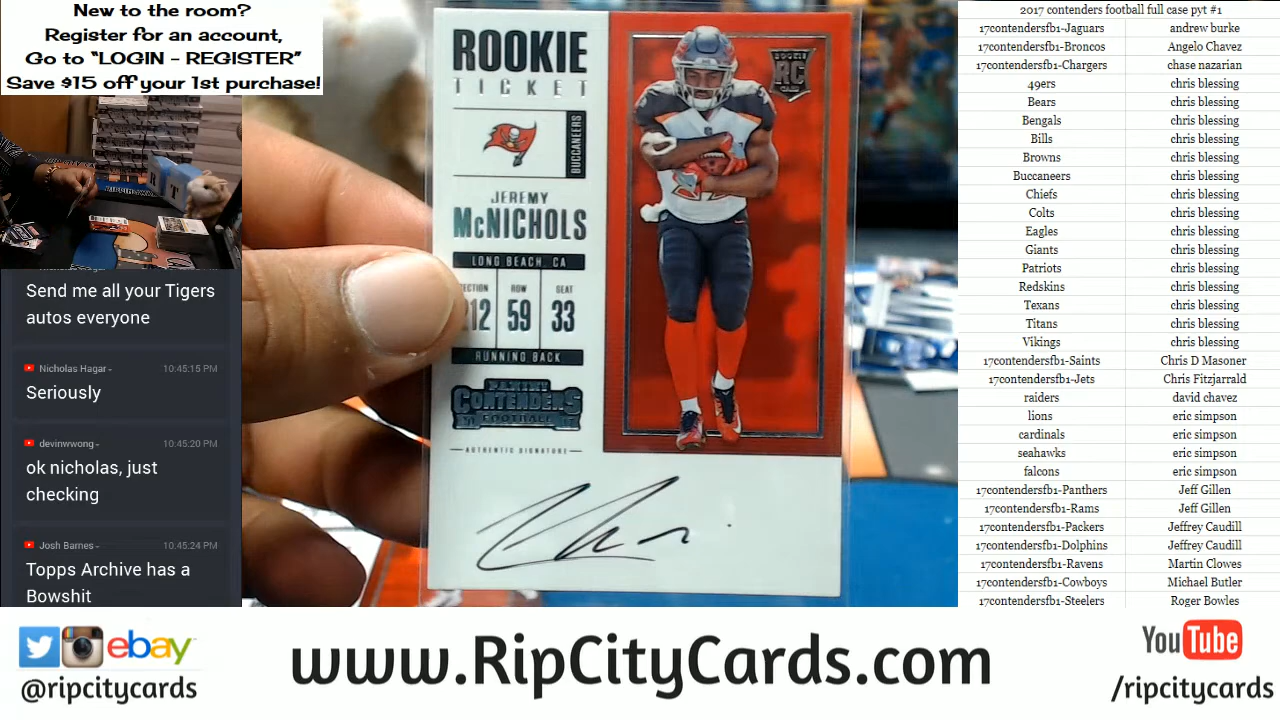 New to the room?
Register for an account,
Go to “LOGIN - REGISTER”
Save $15 off your 1st purchase!
Send me all your Tigers
autos everyone
Nicholas Hagar- 10:45:15 PM
Seriously
devinwwong- 10:45:20 PM
ok nicholas, just
checking
Josh Barnes- 10:45:24 PM
Topps Archive has a
Bowshit
ROOKIE
TICKET
BUCCANEERS
ROOKIE
RC
JEREMY
McNICHOLS
LONG BEACH, CA
ROW SEAT
59 33
RUNNING BACK
PANINI
CONTENDERS
FOOTBALL
AUTHENTIC SIGNATURE
2017 contenders football full case pyt #1
17contendersfb1-Jaguars andrew burke
17contendersfb1-Broncos Angelo Chavez
17contendersfb1-Chargers chase nazarian
49ers chris blessing
Bears chris blessing
Bengals chris blessing
Bills chris blessing
Browns chris blessing
Buccaneers chris blessing
Chiefs chris blessing
Colts chris blessing
Eagles chris blessing
Giants chris blessing
Patriots chris blessing
Redskins chris blessing
Texans chris blessing
Titans chris blessing
Vikings chris blessing
17contendersfb1-Saints Chris D Masoner
17contendersfb1-Jets Chris Fitzjarrald
raiders david chavez
lions eric simpson
cardinals eric simpson
seahawks eric simpson
falcons eric simpson
17contendersfb1-Panthers Jeff Gillen
17contendersfb1-Rams Jeff Gillen
17contendersfb1-Packers Jeffrey Caudill
17contendersfb1-Dolphins Jeffrey Caudill
17contendersfb1-Ravens Martin Clowes
17contendersfb1-Cowboys Michael Butler
17contendersfb1-Steelers Roger Bowles
ebay
@ripcitycards
www.RipCityCards.com
YouTube
/ripcitycards